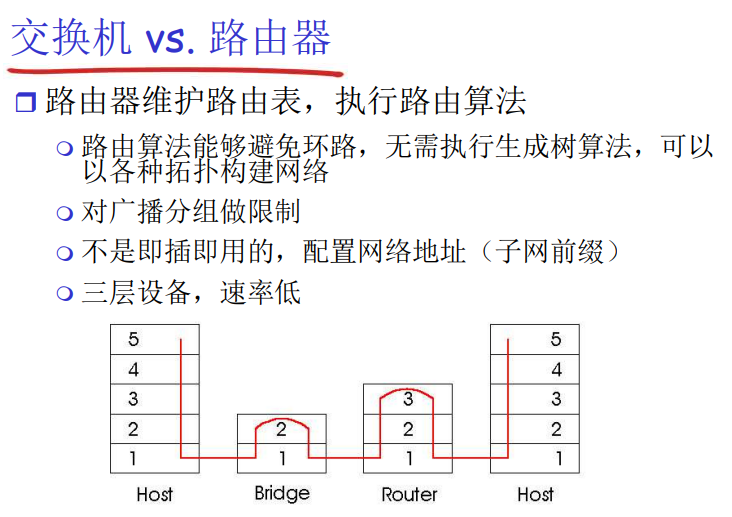 交换机 vs. 路由器
路由器维护路由表，执行路由算法
路由算法能够避免环路，无需执行生成树算法，可以
以各种拓扑构建网络
对广播分组做限制
不是即插即用的，配置网络地址（子网前缀）
三层设备，速率低
5 5
4 4
3 3 3
2 2 2 2
1 1 1 1
Host Bridge Router Host